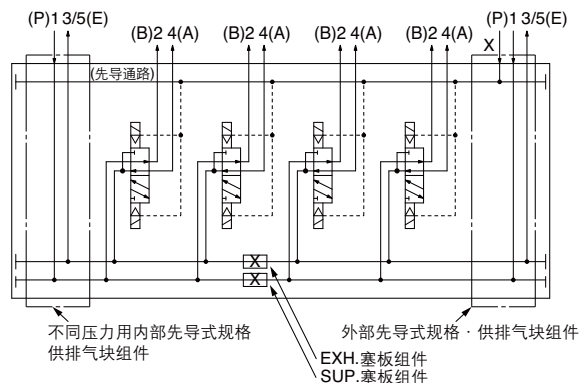 (P)1 3/5(E)
(B)2 4(A)
(B)2 4(A)
(B)2 4(A)
(B)2 4(A)
(P)1 3/5(E)
X
(先导通路)
X
X
不同压力用内部先导式规格
供排气块组件
外部先导式规格·供排气块组件
EXH.塞板组件
SUP.塞板组件